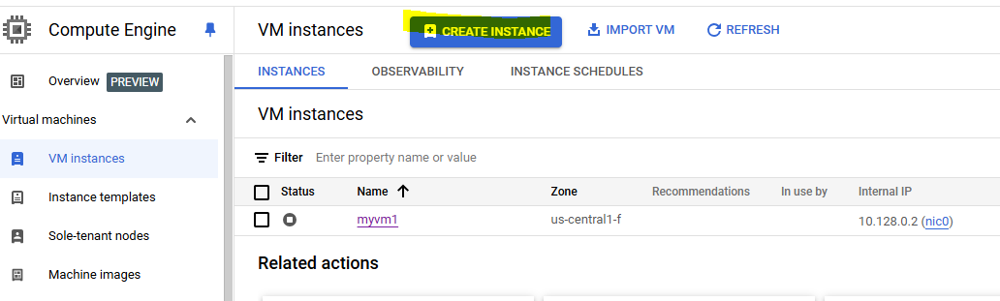 Compute Engine
VM instances
CREATE INSTANCE
IMPORT VM
REFRESH
Overview PREVIEW
Virtual machines
VM instances
Instance templates
Sole-tenant nodes
Machine images
INSTANCES OBSERVABILITY INSTANCE SCHEDULES
VM instances
Filter Enter property name or value
Status Name Zone Recommendations In use by Internal IP
myvm1 us-central1-f 10.128.0.2 (nic0)
Related actions